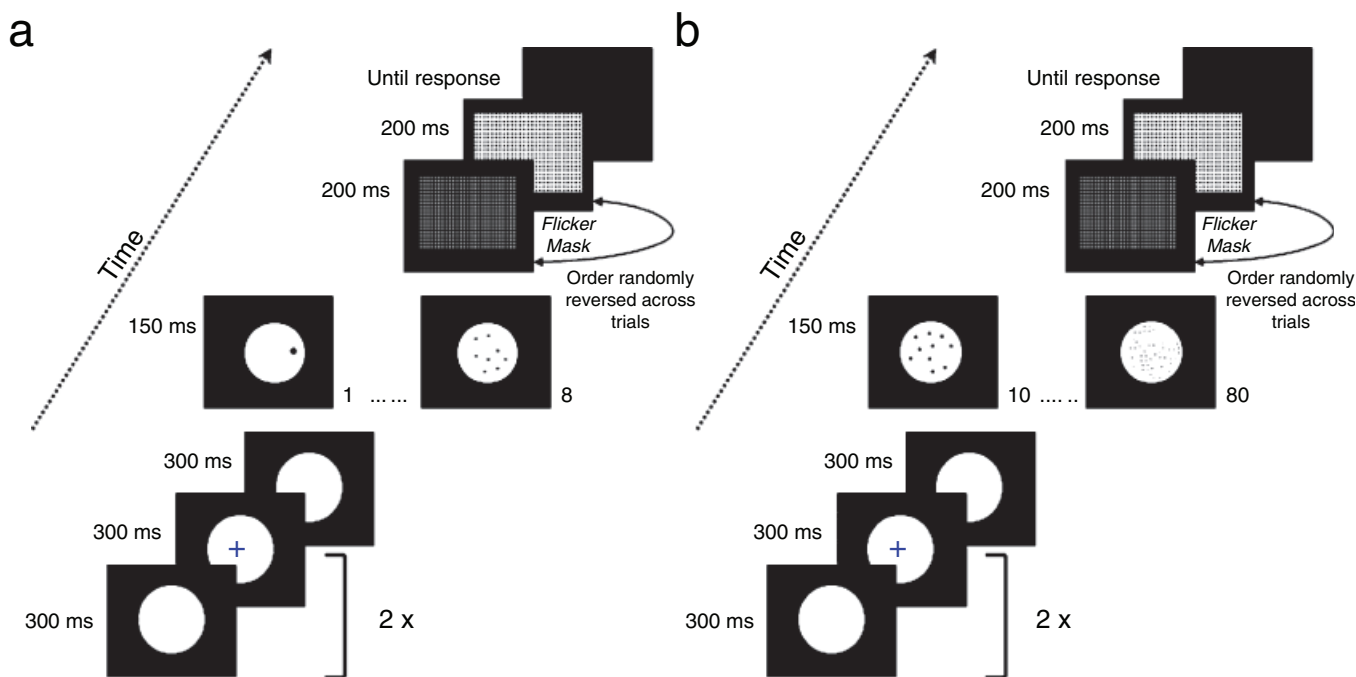 a
Until response
200 ms
200 ms
Time
Flicker
Mask
Order randomly
reversed across
trials
150 ms
1 ... ... 8
300 ms
300 ms
+
300 ms
2 x
b
Until response
200 ms
200 ms
Time
Flicker
Mask
Order randomly
reversed across
trials
150 ms
10 .... .. 80
300 ms
300 ms
+
300 ms
2 x